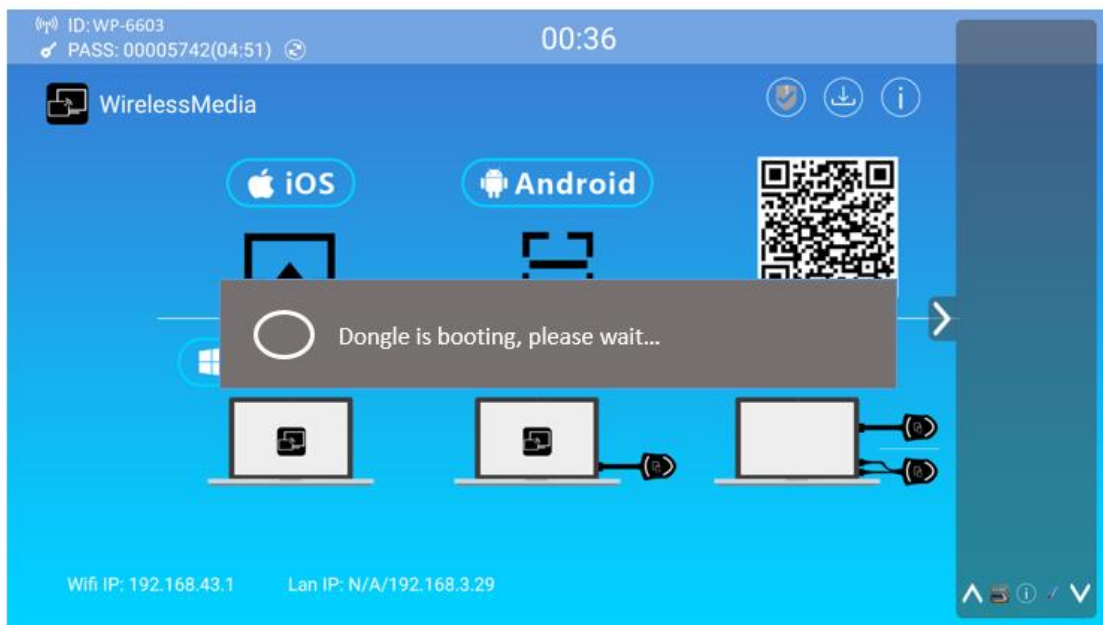 ID: WP-6603
PASS: 00005742(04:51)
00:36
WirelessMedia
iOS
Android
Dongle is booting, please wait...
Wifi IP: 192.168.43.1
Lan IP: N/A/192.168.3.29